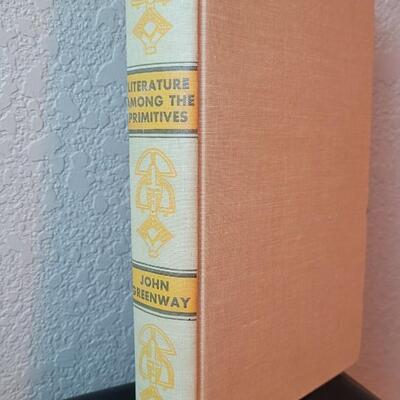 LITERATURE
AMONG THE
PRIMITIVES
JOHN
GREENWAY